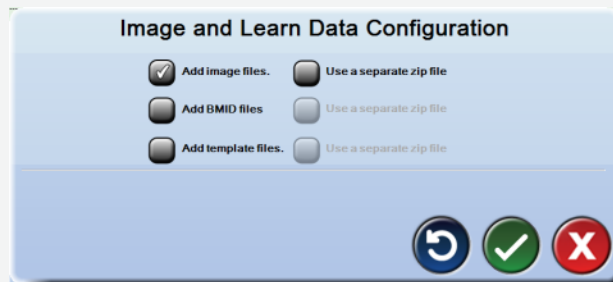 Image and Learn Data Configuration
Add image files. Use a separate zip file
Add BMID files Use a separate zip file
Add template files. Use a separate zip file